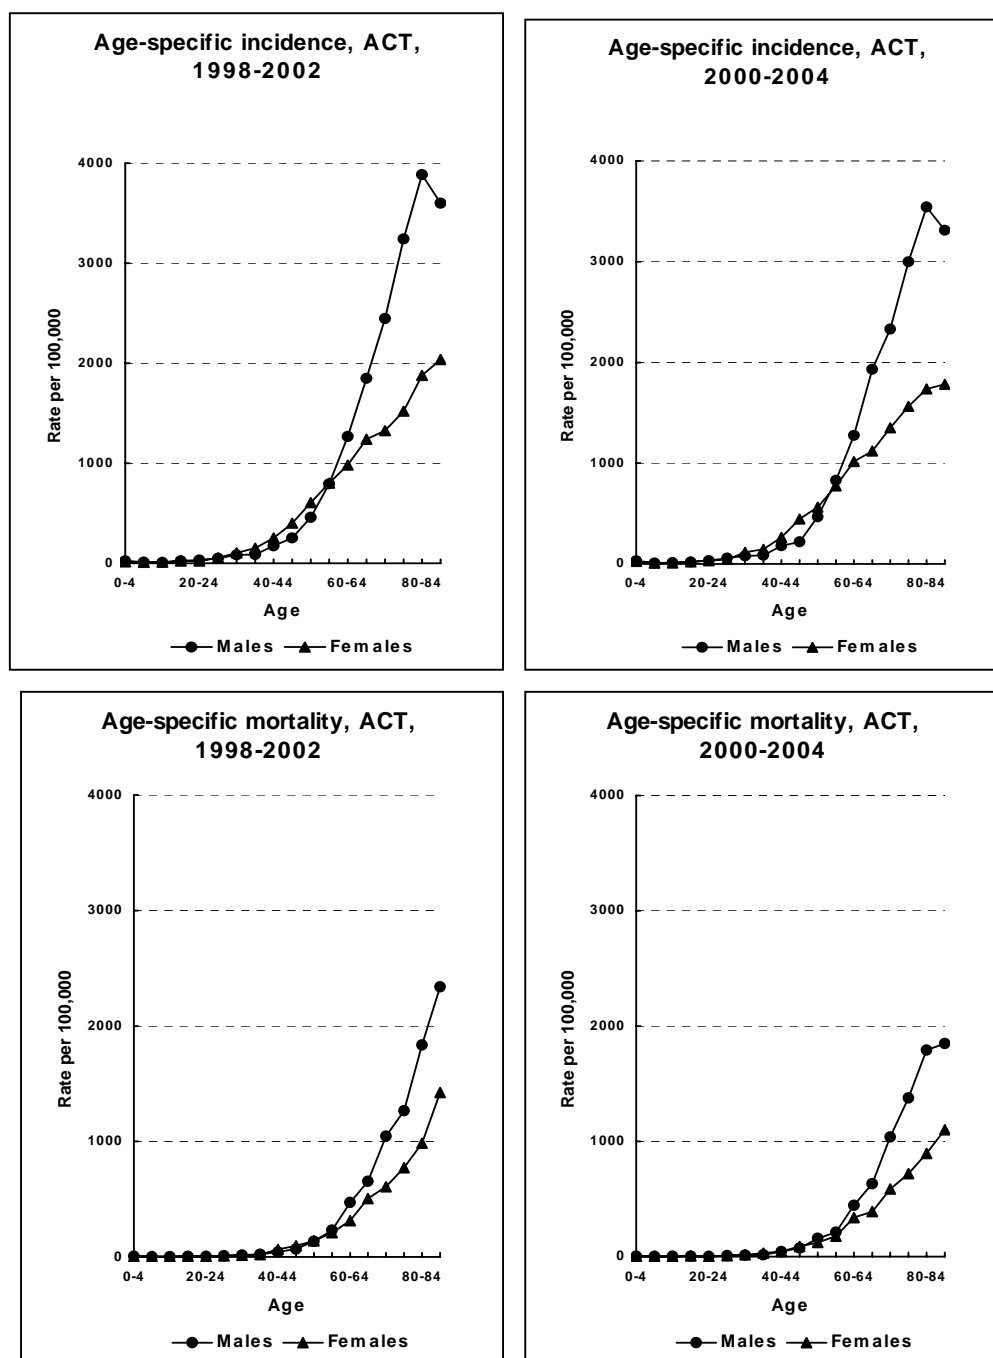 Age-specific incidence, ACT,
1998-2002
4000
3000
2000
1000
0
Rate per 100,000
0-4 20-24 40-44 60-64 80-84
Age
Males Females
Age-specific incidence, ACT,
2000-2004
4000
3000
2000
1000
0
Rate per 100,000
0-4 20-24 40-44 60-64 80-84
Age
Males Females
Age-specific mortality, ACT,
1998-2002
4000
3000
2000
1000
0
Rate per 100,000
0-4 20-24 40-44 60-64 80-84
Age
Males Females
Age-specific mortality, ACT,
2000-2004
4000
3000
2000
1000
0
Rate per 100,000
0-4 20-24 40-44 60-64 80-84
Age
Males Females